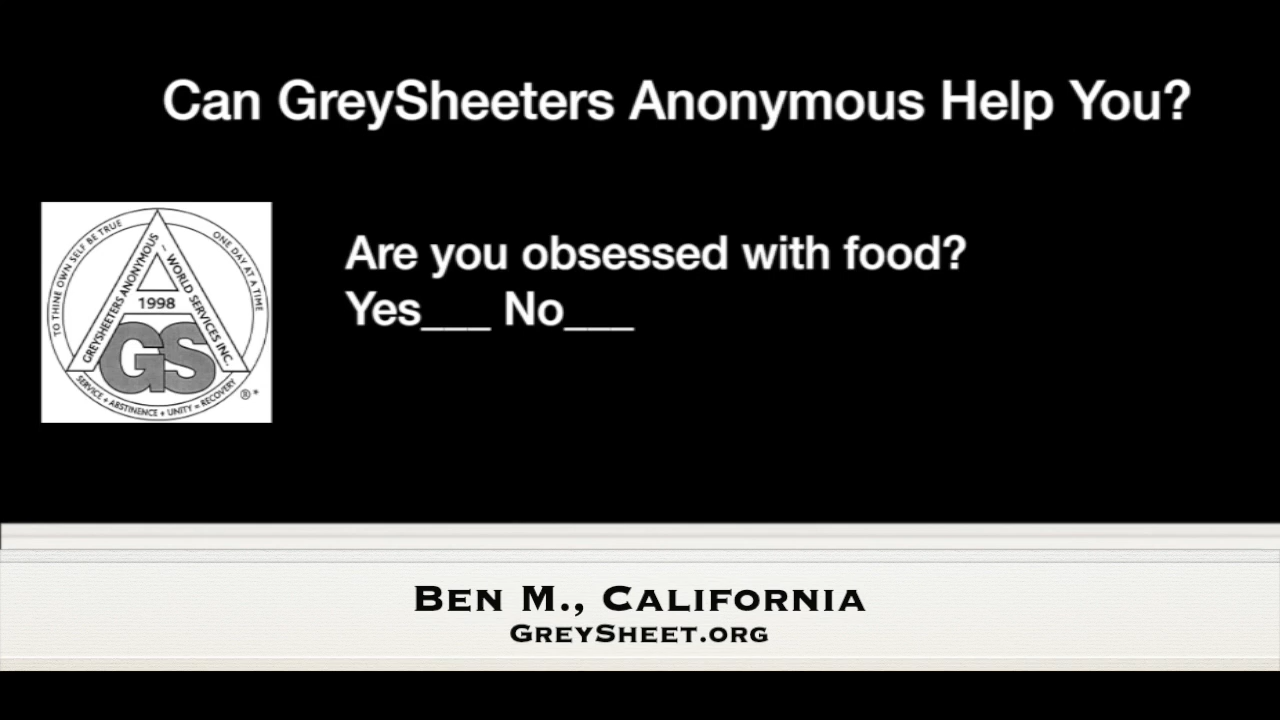 Can GreySheeters Anonymous Help You?
TO THINE OWN SELF BE TRUE
ONE DAY AT A TIME
GREYSHEETERS ANONYMOUS ~ WORLD SERVICES INC.
1998
GS
SERVICE + ABSTINENCE + UNITY = RECOVERY
®*
Are you obsessed with food?
Yes___ No___
BEN M., CALIFORNIA
GREYSHEET.ORG